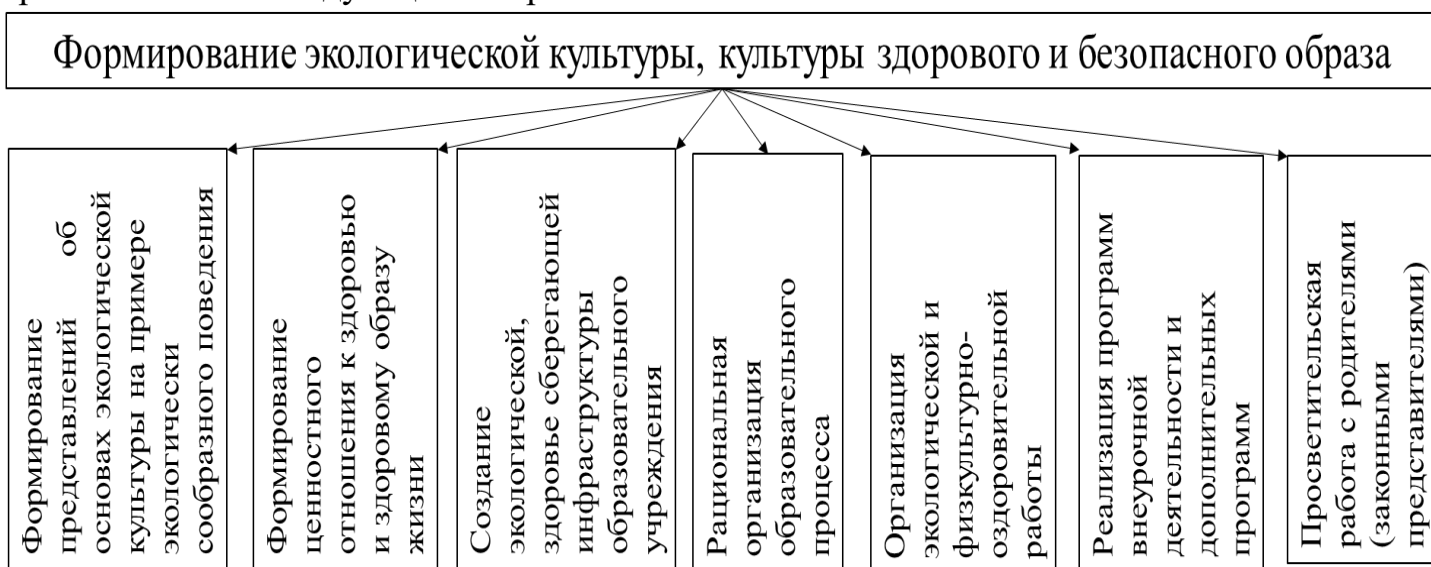 Формирование экологической культуры, культуры здорового и безопасного образа
Формирование
представлений об
основах экологической
культуры на примере
экологически
сообразного поведения
Формирование
ценностного
отношения к здоровью
и здоровому образу
жизни
Создание
экологической,
здоровье сберегающей
инфраструктуры
образовательного
учреждения
Рациональная
организация
образовательного
процесса
Организация
экологической и
физкультурно-
оздоровительной
работы
Реализация программ
внеурочной
деятельности и
дополнительных
программ
Просветительская
работа с родителями
(законными
представителями)